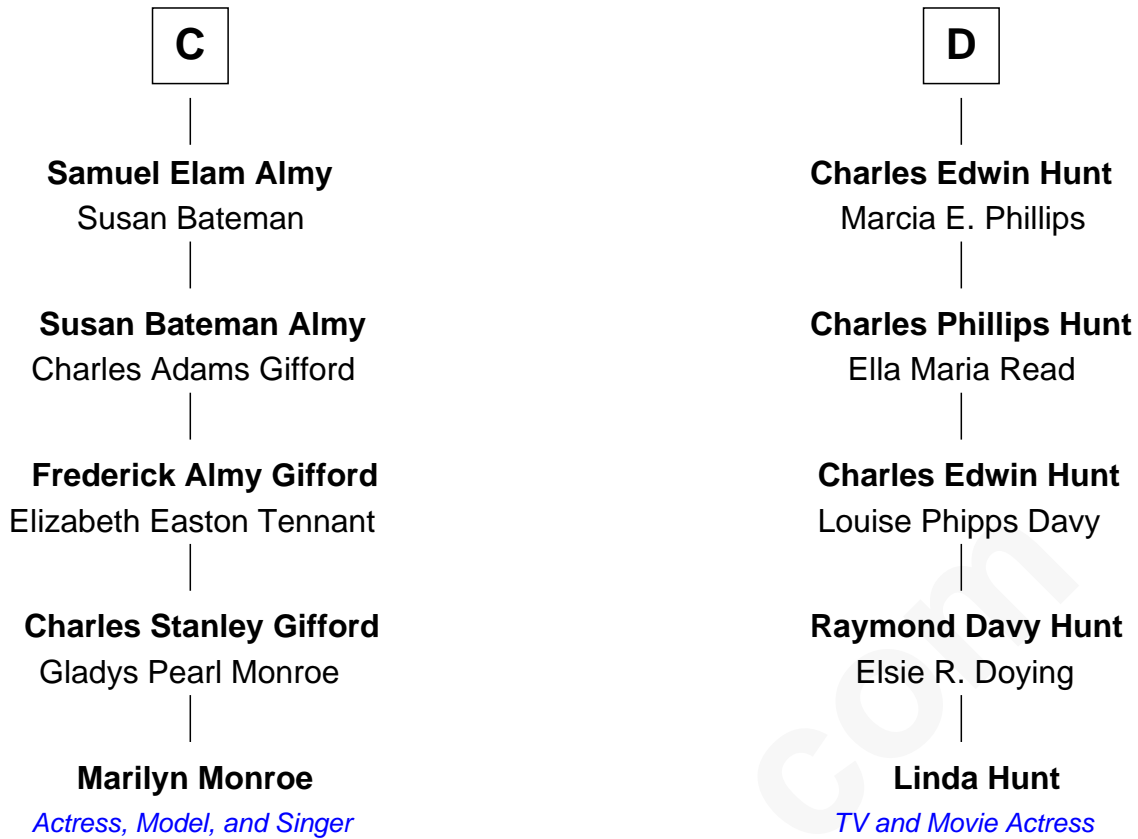 C
Samuel Elam Almy
Susan Bateman
Susan Bateman Almy
Charles Adams Gifford
Frederick Almy Gifford
Elizabeth Easton Tennant
Charles Stanley Gifford
Gladys Pearl Monroe
Marilyn Monroe
Actress, Model, and Singer
D
Charles Edwin Hunt
Marcia E. Phillips
Charles Phillips Hunt
Ella Maria Read
Charles Edwin Hunt
Louise Phipps Davy
Raymond Davy Hunt
Elsie R. Doying
Linda Hunt
TV and Movie Actress
com